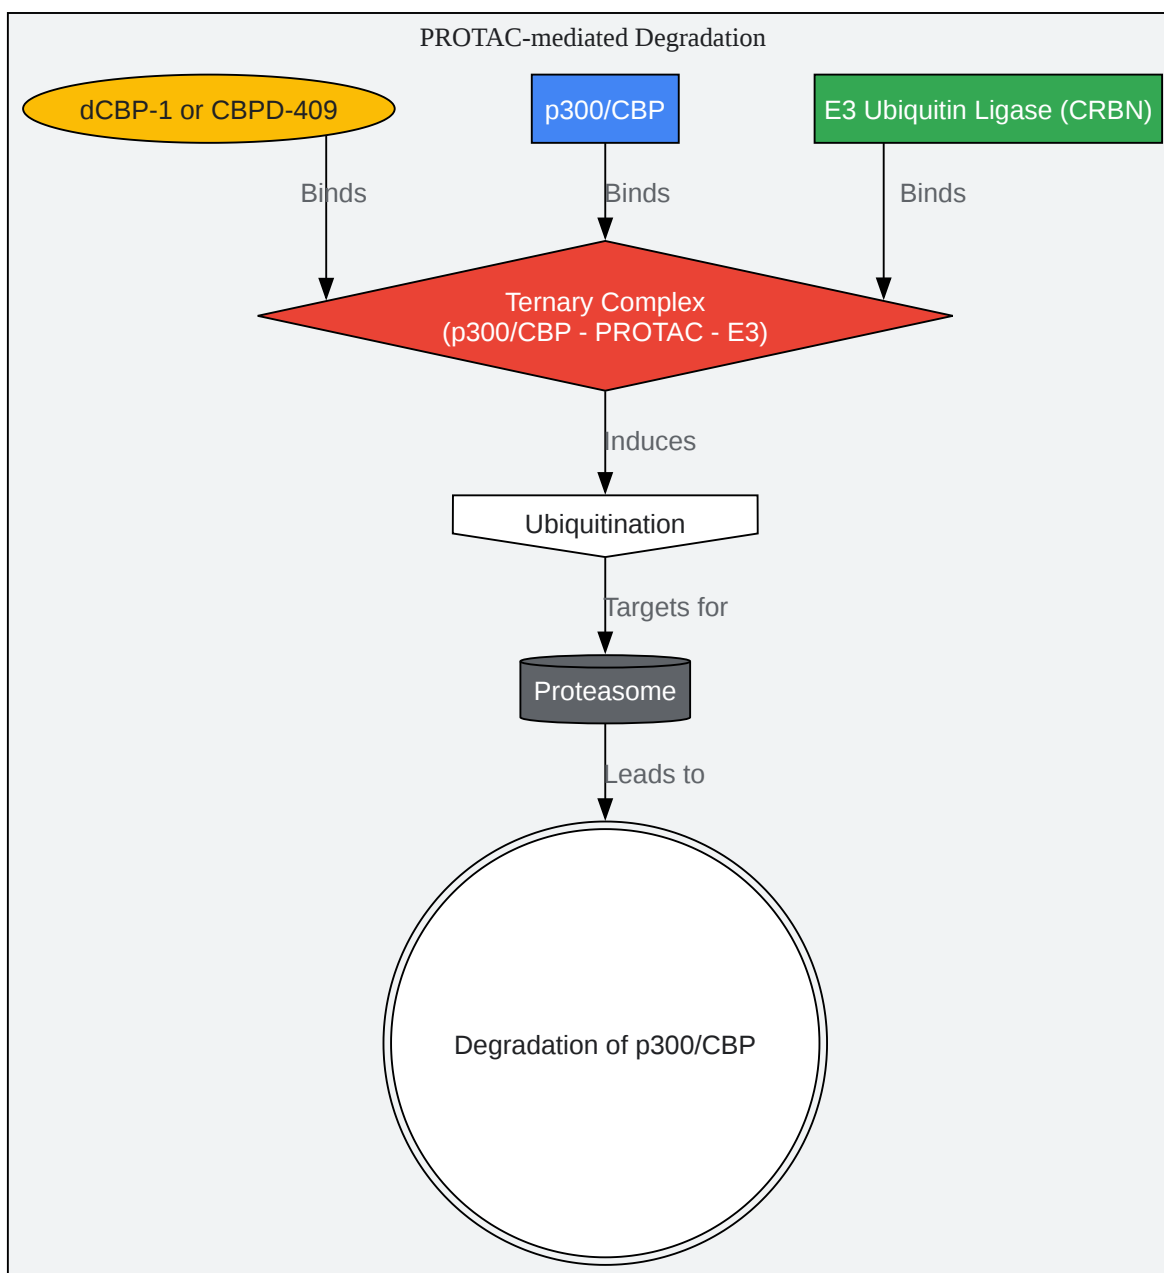 PROTAC-mediated Degradation
dCBP-1 or CBPD-409
p300/CBP
E3 Ubiquitin Ligase (CRBN)
Binds
Binds
Binds
Ternary Complex
(p300/CBP - PROTAC - E3)
Induces
Ubiquitination
Targets for
Proteasome
Leads to
Degradation of p300/CBP